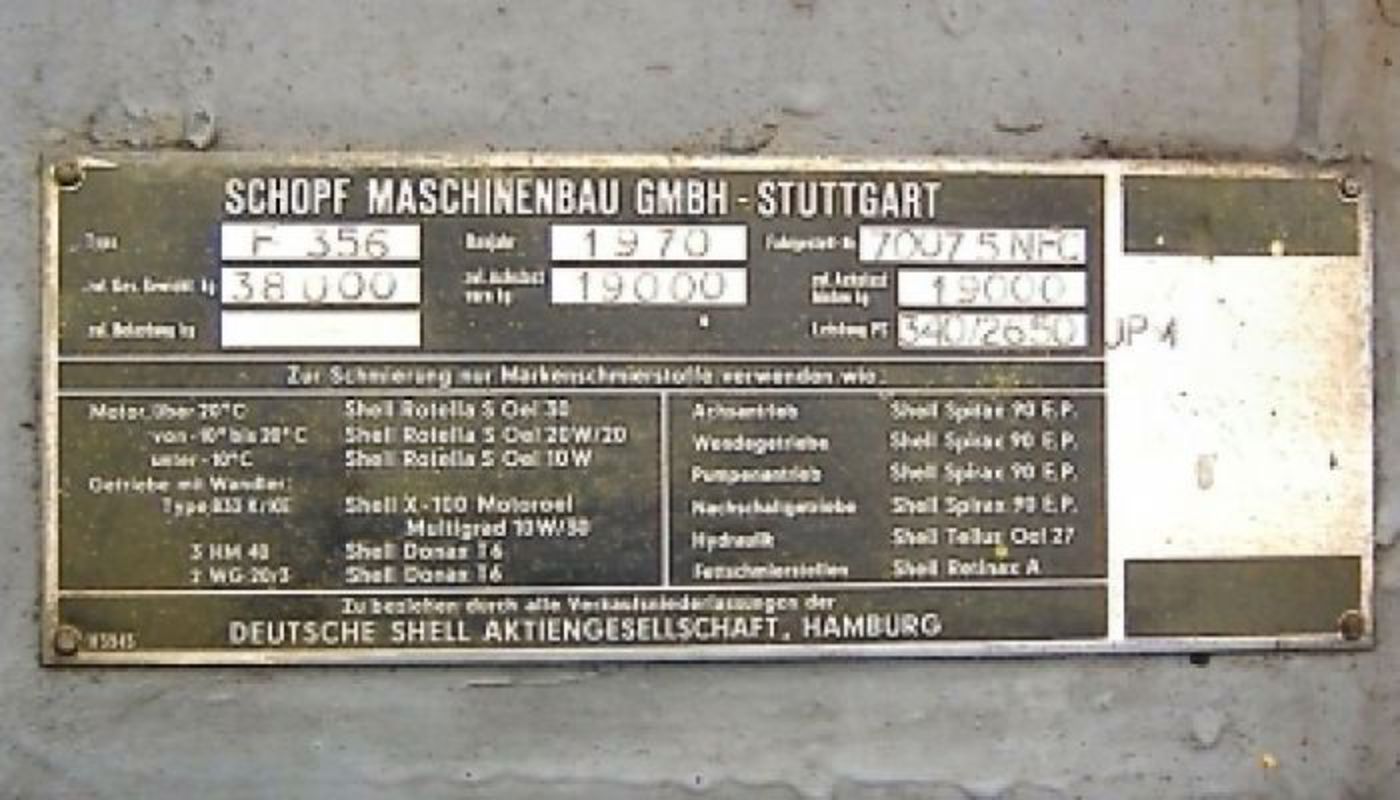 SCHOPF MASCHINENBAU GMBH - STUTTGART
Type F 356 Baujahr 1970 Fahrgestell-Nr. 7007 5 NFC
zul. Ges. Gewicht kg 38000 zul. Achslast vorn kg 19000 zul. Achslast hinten kg 19000
zul. Belastung kg Leistung PS 340/2650 UP 4
Zur Schmierung nur Markenschmierstoffe verwenden wie:
Motor über 20°C Shell Rotella S Oel 30 Achsantrieb Shell Spirax 90 E.P.
von -10° bis 20°C Shell Rotella S Oel 20W/20 Wendegetriebe Shell Spirax 90 E.P.
unter -10°C Shell Rotella S Oel 10W Pumpenantrieb Shell Spirax 90 E.P.
Getriebe mit Wandler:
Type 833 K/KE Shell X-100 Motoroel Nachschaltgetriebe Shell Spirax 90 E.P.
Multigrad 10W/30 Hydraulik Shell Tellus Oel 27
3 HM 40 Shell Donax T6
2 WG-20/3 Shell Donax T6 Fettschmierstellen Shell Retinax A
Zu beziehen durch alle Verkaufsniederlassungen der
DEUTSCHE SHELL AKTIENGESELLSCHAFT, HAMBURG